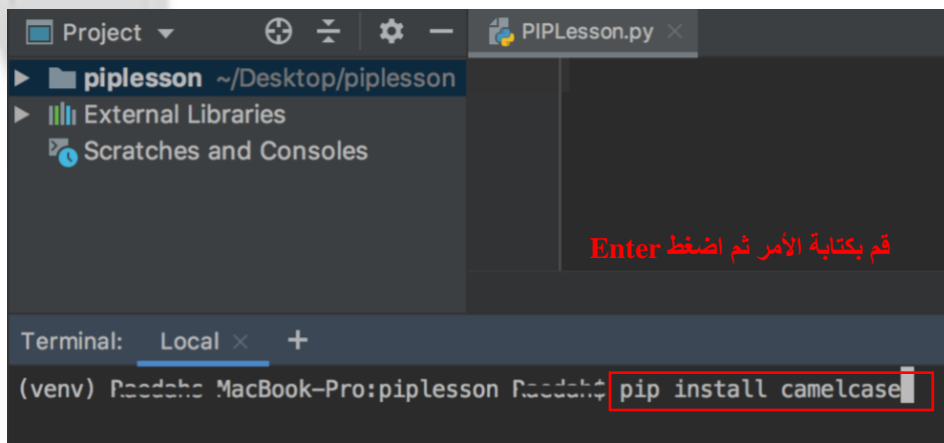 Project
PIPLesson.py
piplesson ~/Desktop/piplesson
External Libraries
Scratches and Consoles
قم بكتابة الأمر ثم اضغط Enter
Terminal: Local +
(venv) MacBook-Pro:piplesson pip install camelcase